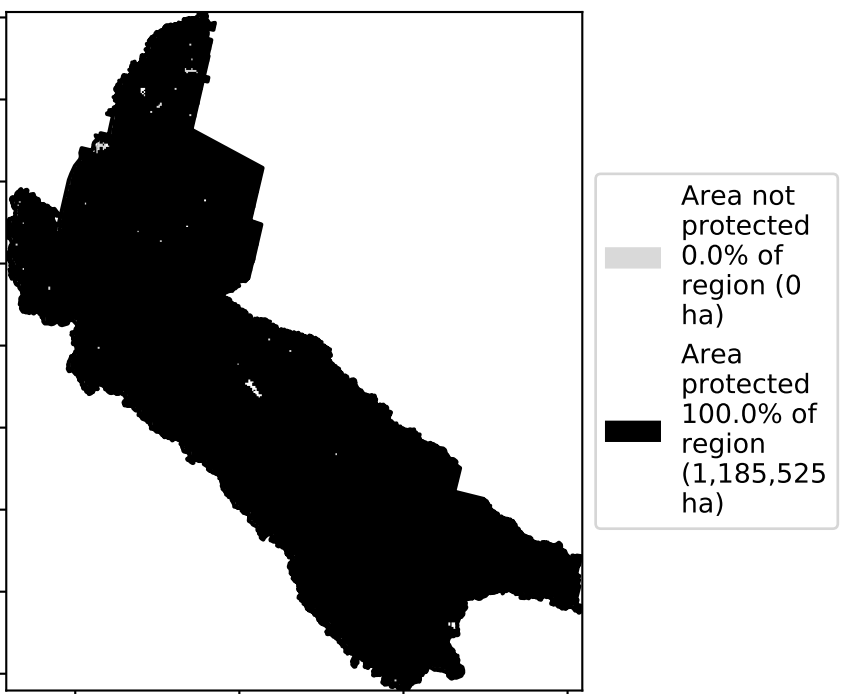 Area not
protected
0.0% of
region (0
ha)
Area
protected
100.0% of
region
(1,185,525
ha)